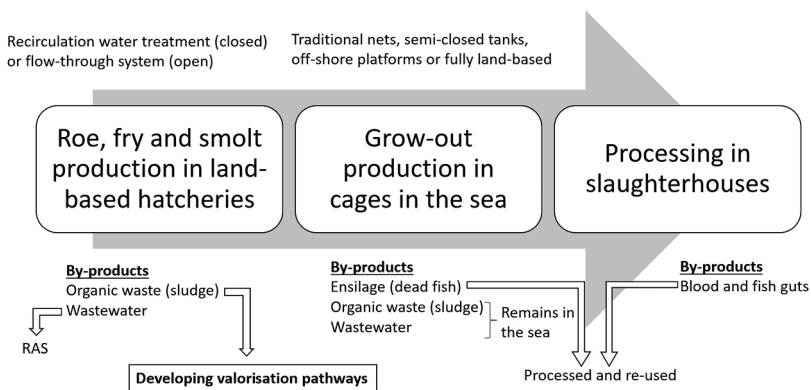 Recirculation water treatment (closed)
or flow-through system (open)
Traditional nets, semi-closed tanks,
off-shore platforms or fully land-based
Roe, fry and smolt
production in land-
based hatcheries
Grow-out
production in
cages in the sea
Processing in
slaughterhouses
By-products
Organic waste (sludge)
Wastewater
RAS
Developing valorisation pathways
By-products
Ensilage (dead fish)
Organic waste (sludge)
Wastewater
Remains in
the sea
By-products
Blood and fish guts
Processed and re-used